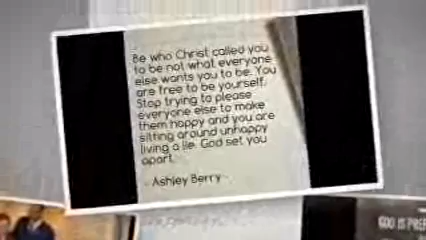 Be who Christ called you
to be not what everyone
else wants you to be. You
are free to be yourself.
Stop trying to please
everyone else to make
them happy and you are
sitting around unhappy
living a lie. God set you
apart.
- Ashley Berry -
GOD IS